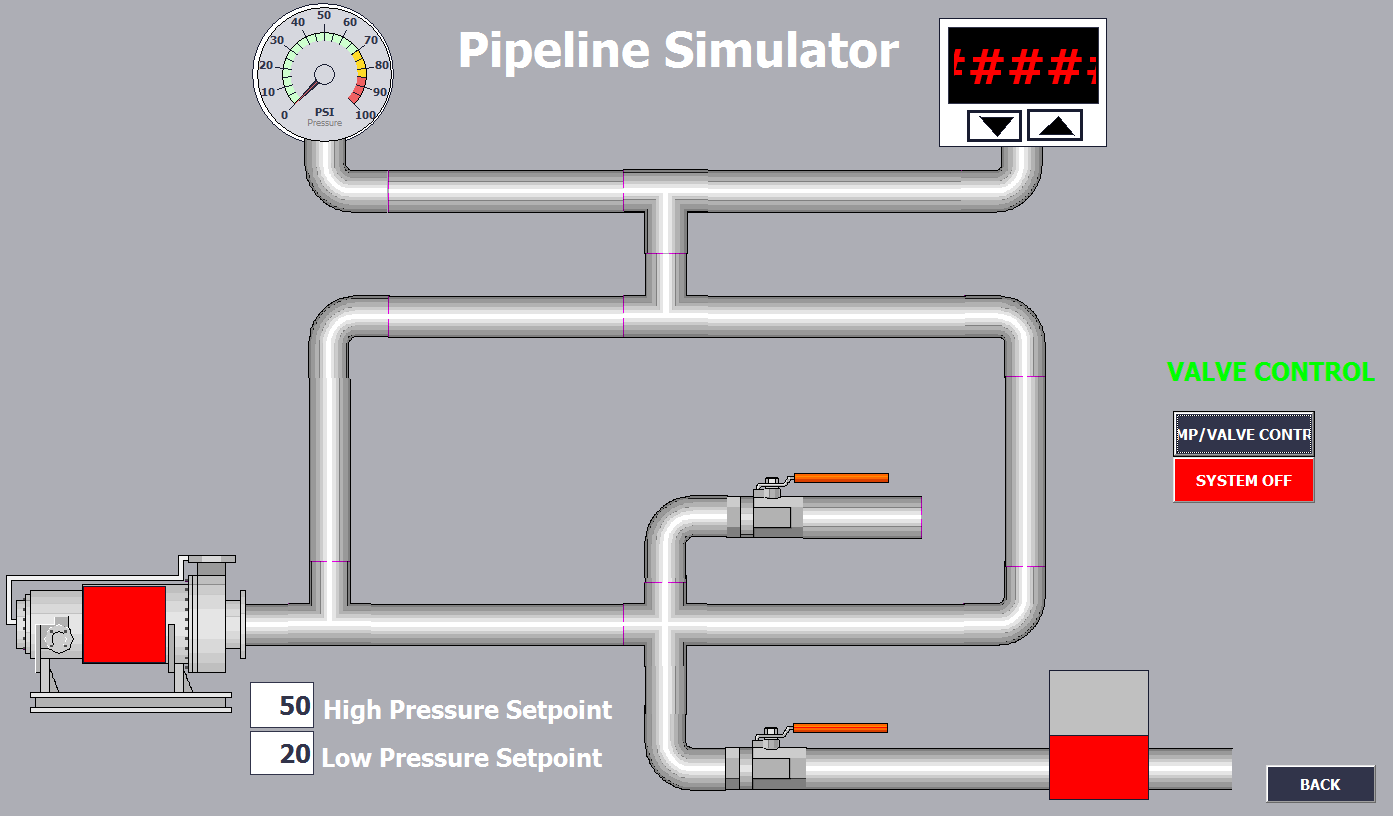 Pipeline Simulator
0
10
20
30
40
50
60
70
80
90
100
PSI
Pressure
####
VALVE CONTROL
MP/VALVE CONTR
SYSTEM OFF
50 High Pressure Setpoint
20 Low Pressure Setpoint
BACK